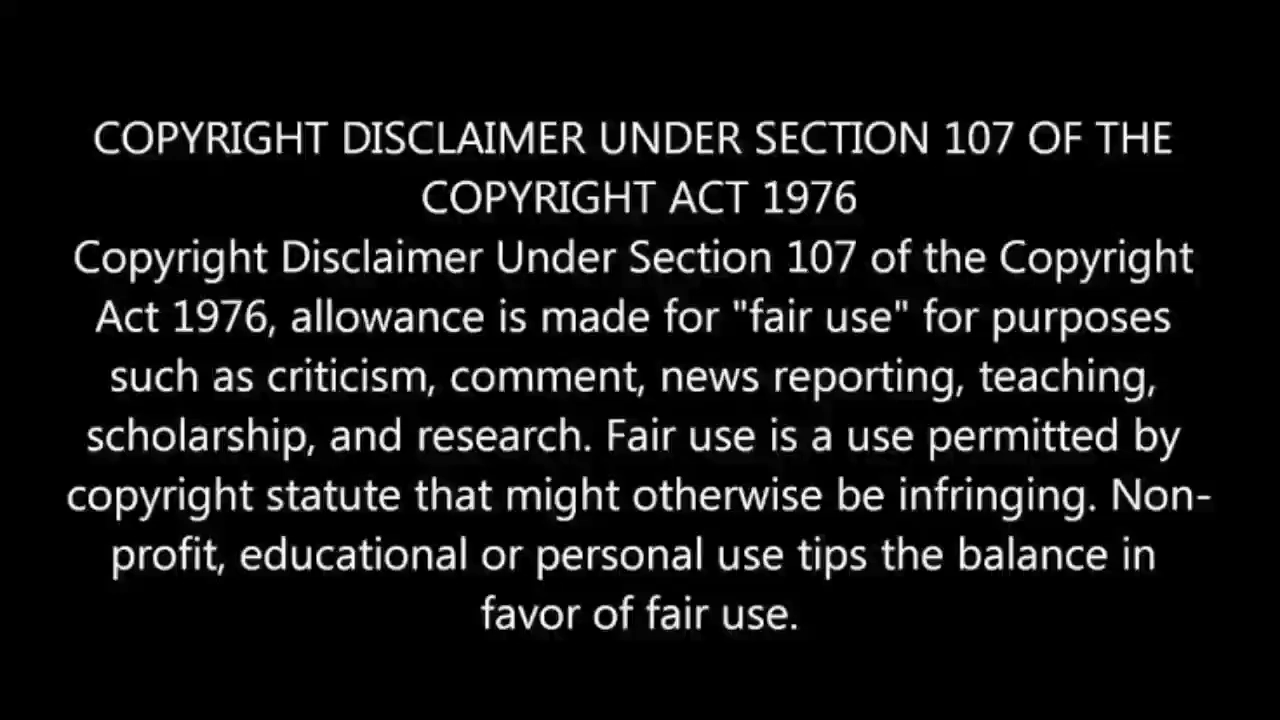 COPYRIGHT DISCLAIMER UNDER SECTION 107 OF THE
COPYRIGHT ACT 1976
Copyright Disclaimer Under Section 107 of the Copyright
Act 1976, allowance is made for "fair use" for purposes
such as criticism, comment, news reporting, teaching,
scholarship, and research. Fair use is a use permitted by
copyright statute that might otherwise be infringing. Non-
profit, educational or personal use tips the balance in
favor of fair use.